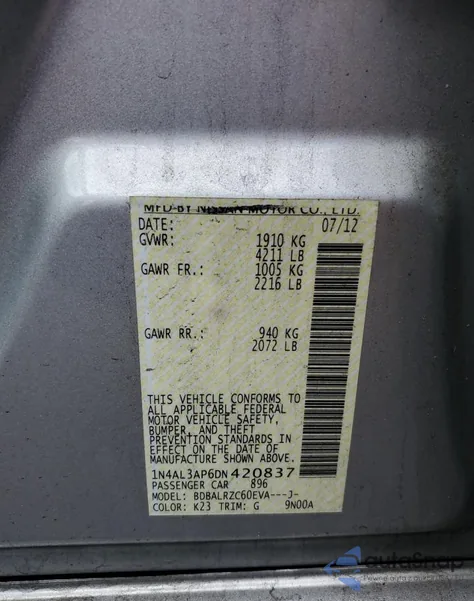 MFD BY NISSAN MOTOR CO., LTD.
DATE: 07/12
GVWR: 1910 KG
4211 LB
GAWR FR.: 1005 KG
2216 LB
GAWR RR.: 940 KG
2072 LB
THIS VEHICLE CONFORMS TO
ALL APPLICABLE FEDERAL
MOTOR VEHICLE SAFETY,
BUMPER, AND THEFT
PREVENTION STANDARDS IN
EFFECT ON THE DATE OF
MANUFACTURE SHOWN ABOVE.
1N4AL3AP6DN420837
PASSENGER CAR 896
MODEL: BDBALRZC60EVA---J-
COLOR: K23 TRIM: G 9N00A
autoSnap